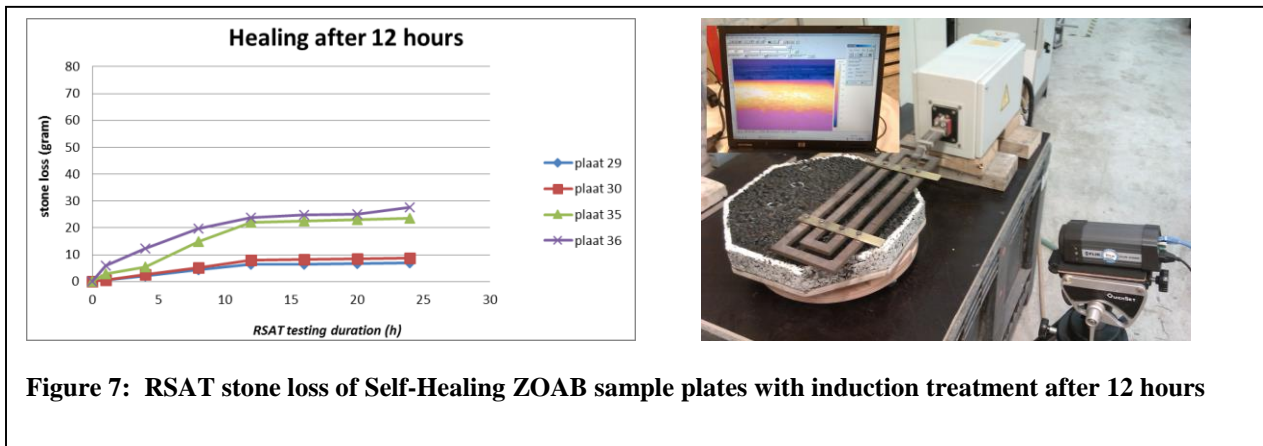 Healing after 12 hours
80
70
60
50
40
30
20
10
0
stone loss (gram)
0 5 10 15 20 25 30
RSAT testing duration (h)
plaat 29
plaat 30
plaat 35
plaat 36
hp
QuickSet
Figure 7: RSAT stone loss of Self-Healing ZOAB sample plates with induction treatment after 12 hours